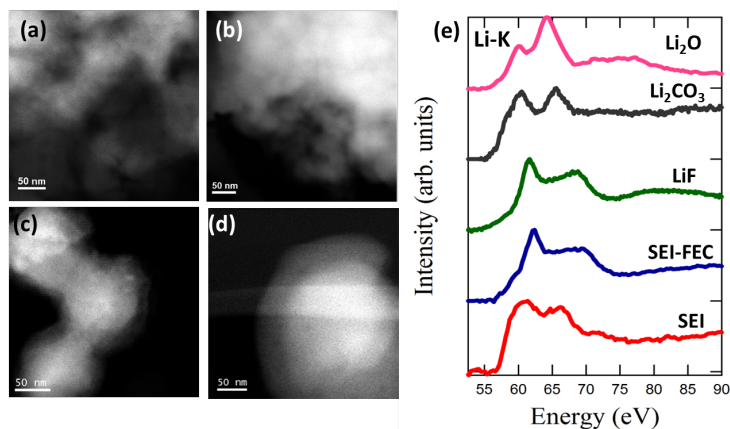 (a)
50 nm
(b)
50 nm
(c)
50 nm
(d)
50 nm
(e)
Li-K
Li₂O
Li₂CO₃
LiF
SEI-FEC
SEI
Intensity (arb. units)
55 60 65 70 75 80 85 90
Energy (eV)